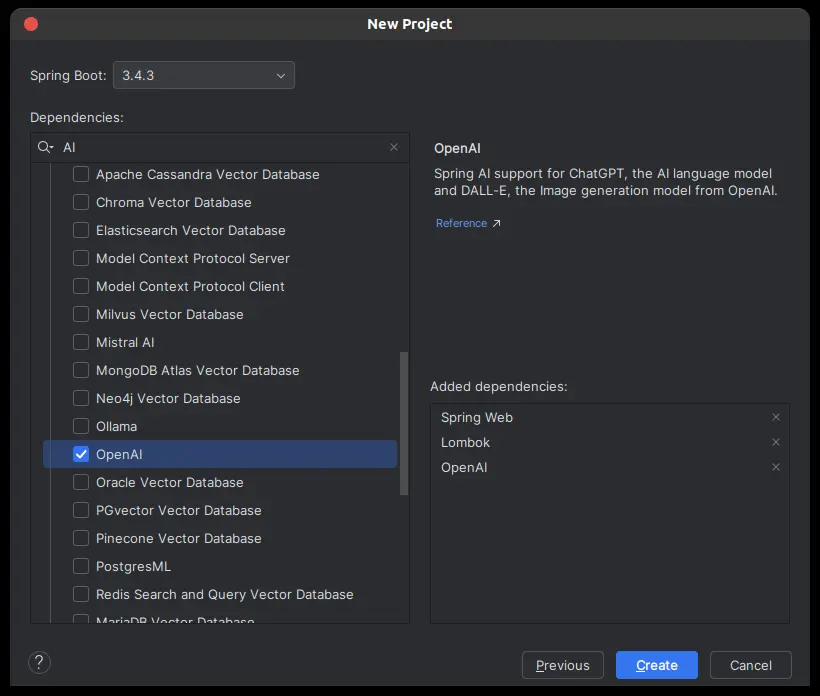 New Project
Spring Boot: 3.4.3
Dependencies:
AI
Apache Cassandra Vector Database
Chroma Vector Database
Elasticsearch Vector Database
Model Context Protocol Server
Model Context Protocol Client
Milvus Vector Database
Mistral AI
MongoDB Atlas Vector Database
Neo4j Vector Database
Ollama
OpenAI
Oracle Vector Database
PGvector Vector Database
Pinecone Vector Database
PostgresML
Redis Search and Query Vector Database
MariaDB Vector Database
OpenAI
Spring AI support for ChatGPT, the AI language model
and DALL-E, the Image generation model from OpenAI.
Reference ↗
Added dependencies:
Spring Web
Lombok
OpenAI
?
Previous
Create
Cancel